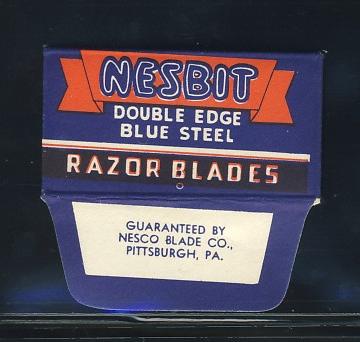 NESBIT
DOUBLE EDGE
BLUE STEEL
RAZOR BLADES
GUARANTEED BY
NESCO BLADE CO.,
PITTSBURGH, PA.